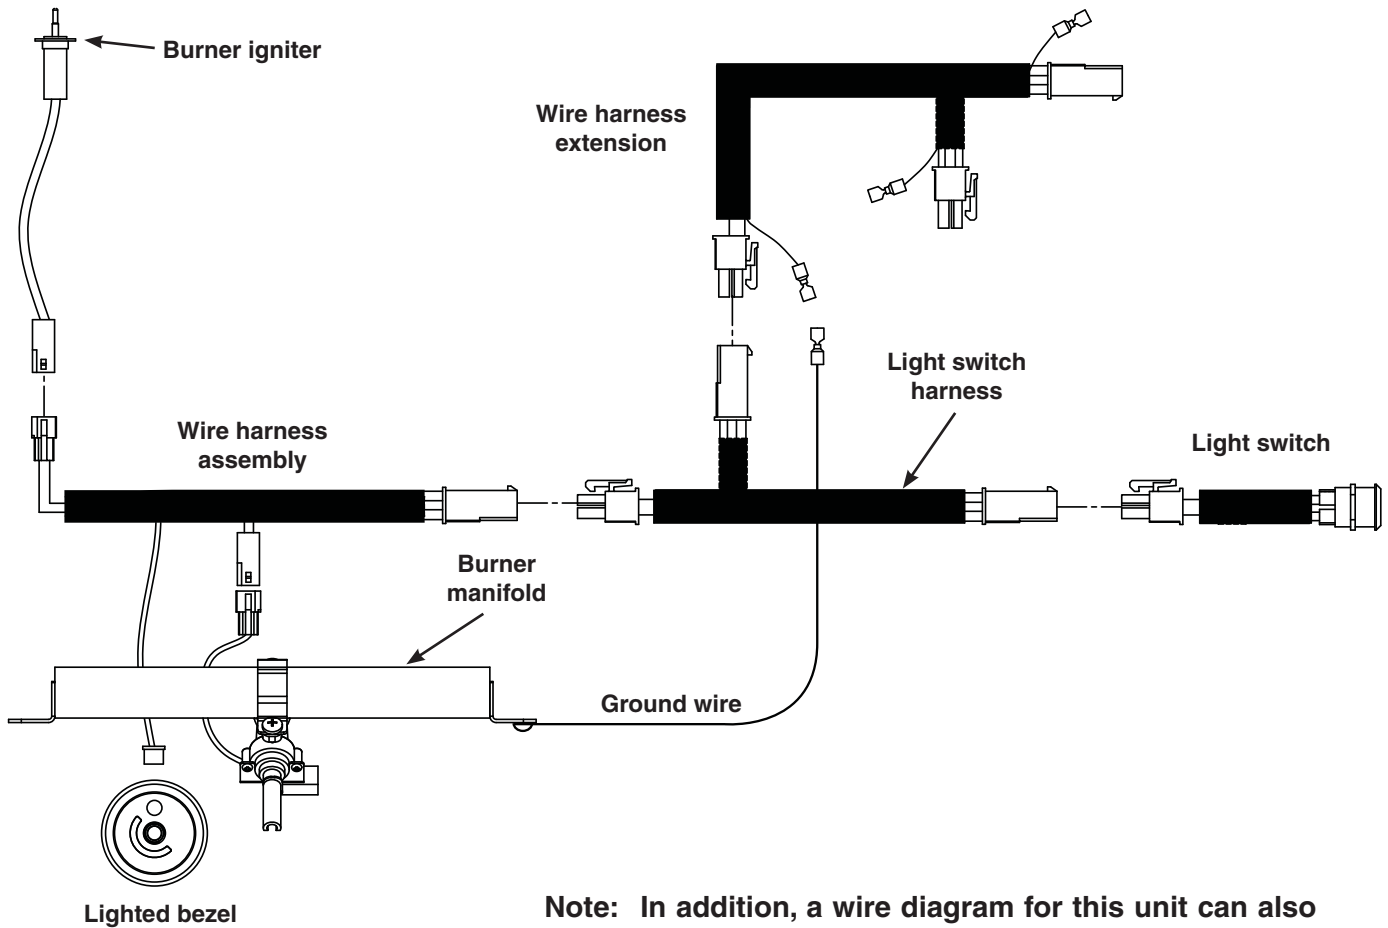 Burner igniter
Wire harness
extension
Light switch
harness
Light switch
Wire harness
assembly
Burner
manifold
Ground wire
Lighted bezel
Note: In addition, a wire diagram for this unit can also